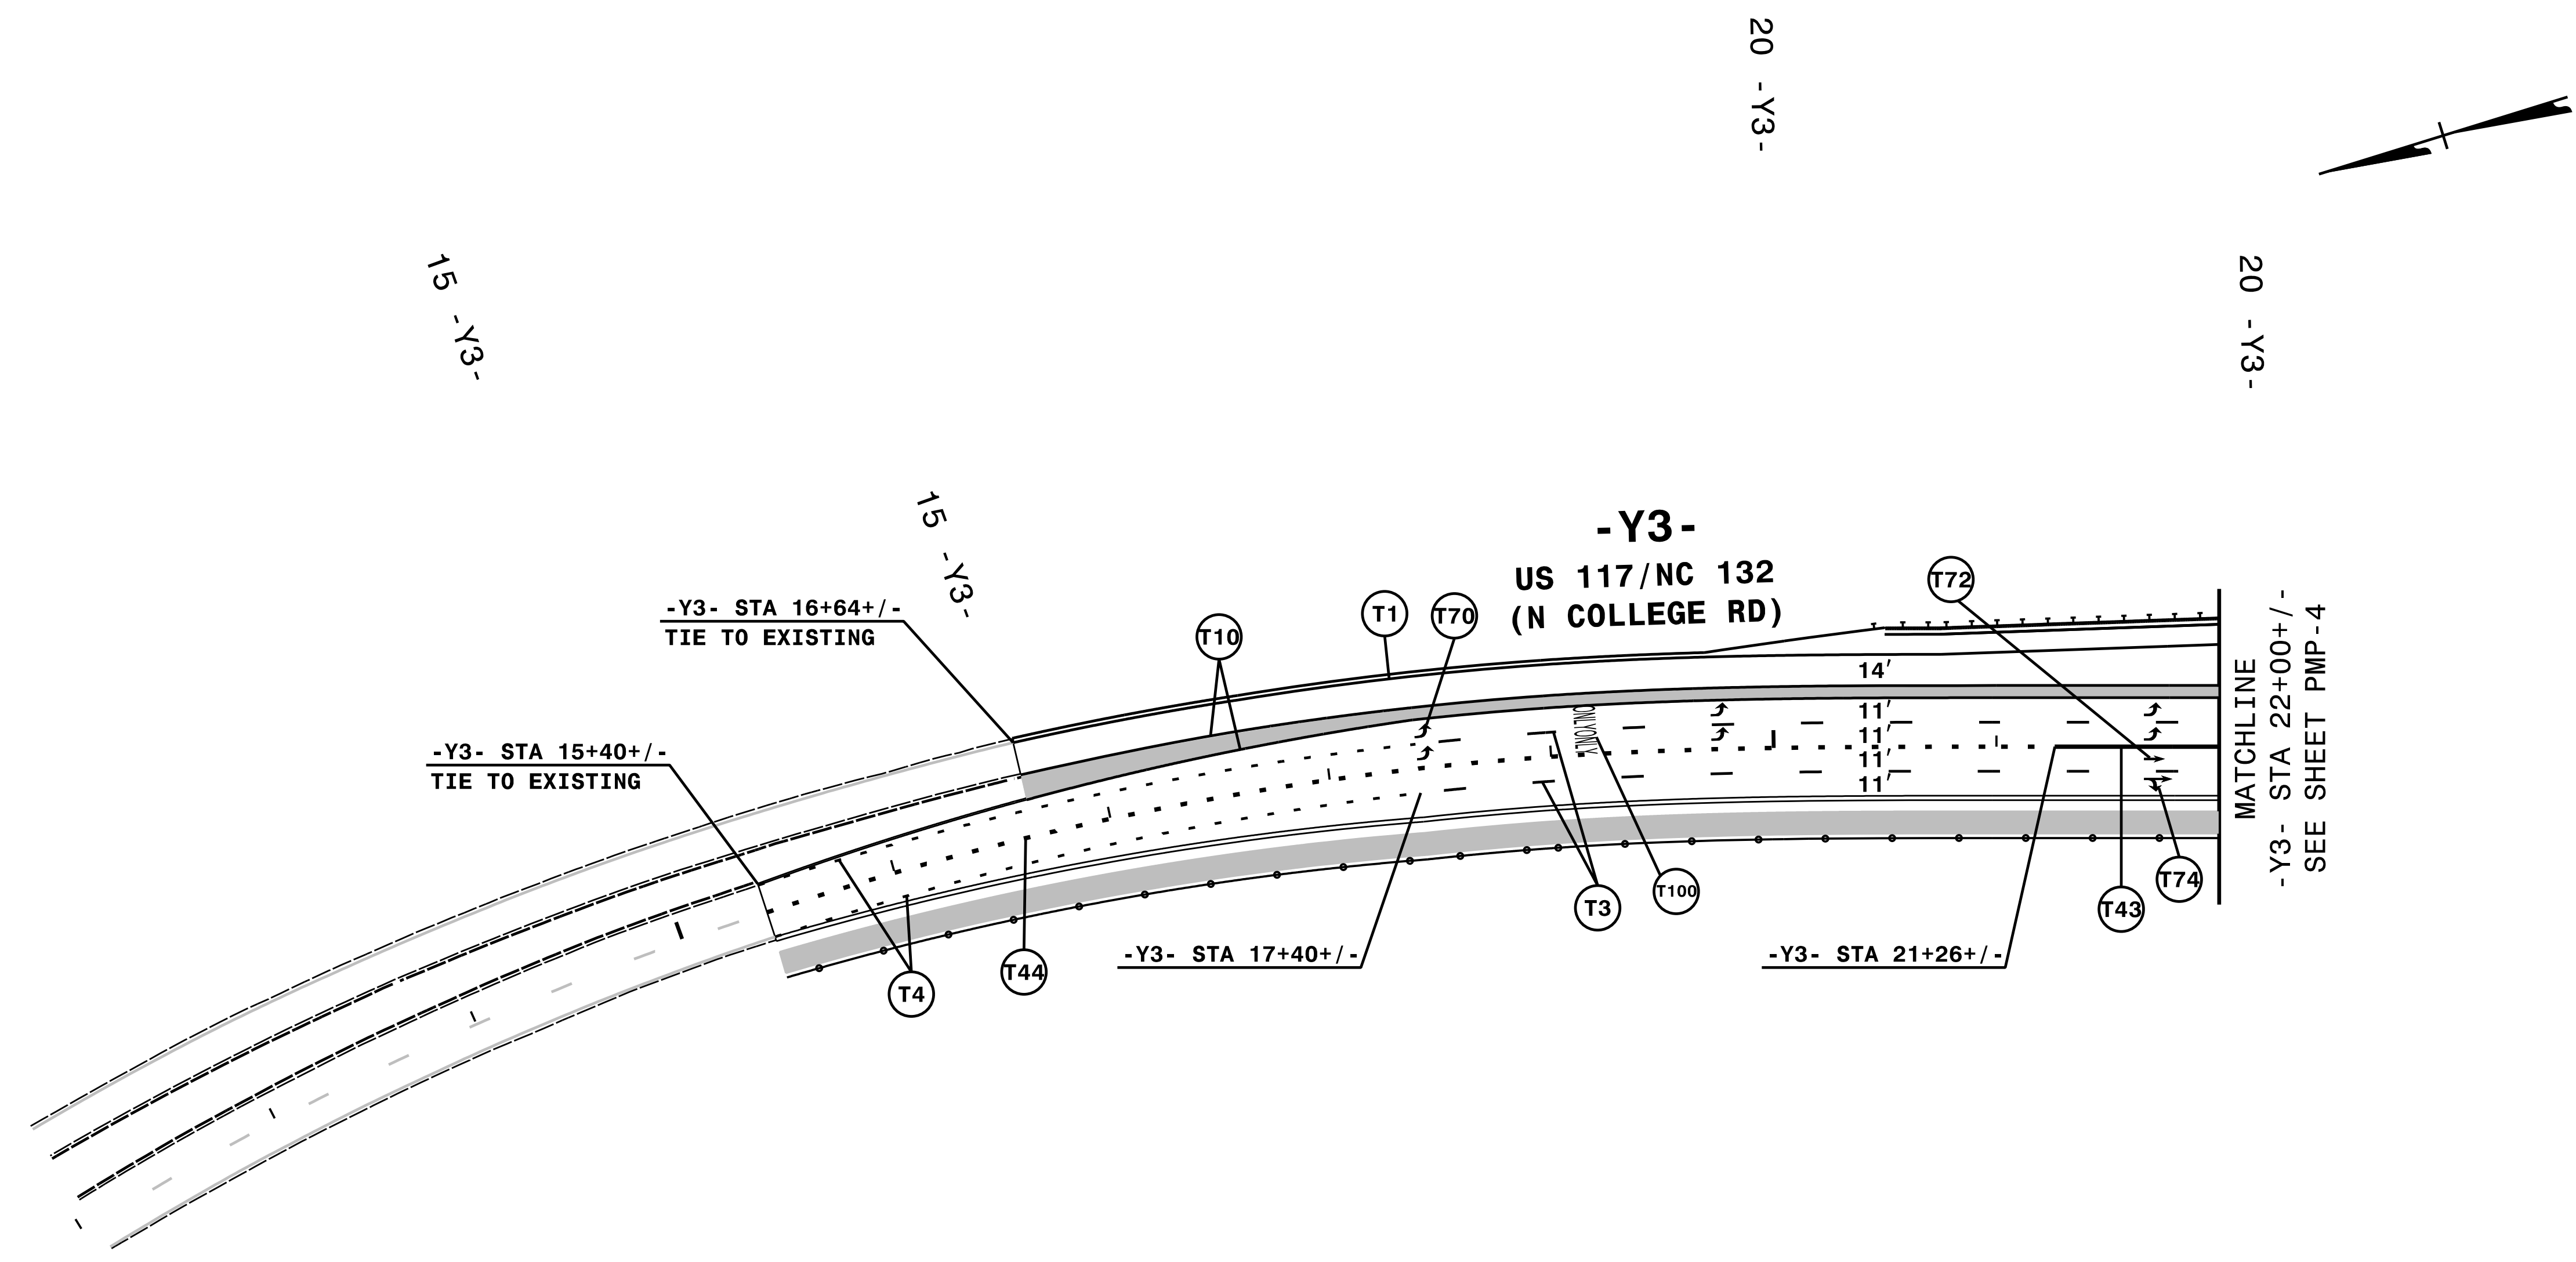 20 -Y3-
15 -Y3-
20 -Y3-
15 -Y3-
-Y3-
US 117/NC 132
(N COLLEGE RD)
-Y3- STA 16+64+/-
TIE TO EXISTING
T10
T1
T70
T72
-Y3- STA 15+40+/-
TIE TO EXISTING
14'
11'
11'
11'
11'
ONLY ONLY
MATCHLINE
-Y3- STA 22+00+/-
SEE SHEET PMP-4
T4
T44
-Y3- STA 17+40+/-
T3
T100
-Y3- STA 21+26+/-
T43
T74